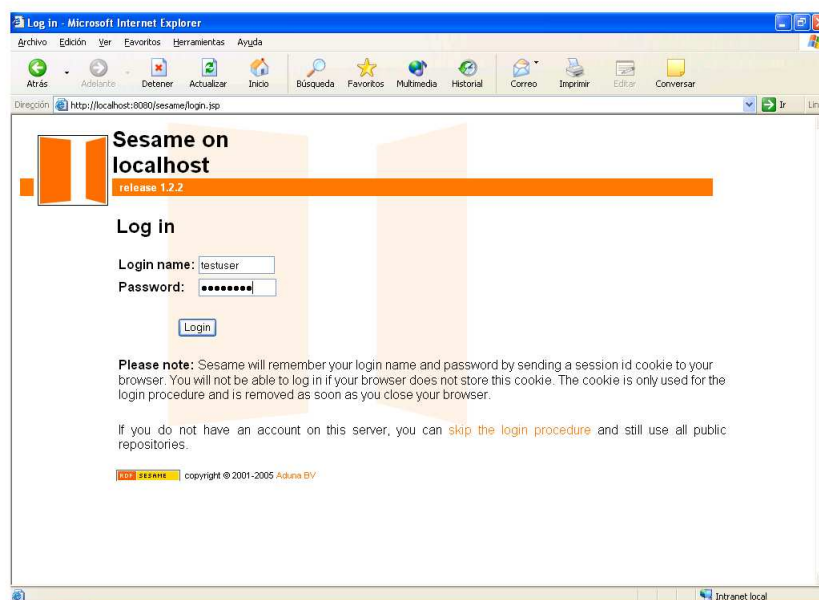 Log in - Microsoft Internet Explorer
Archivo Edición Ver Favoritos Herramientas Ayuda
Atrás Adelante Detener Actualizar Inicio Búsqueda Favoritos Multimedia Historial Correo Imprimir Editar Conversar
Dirección http://localhost:8080/sesame/login.jsp Ir
Sesame on
localhost
release 1.2.2
Log in
Login name: testuser
Password: ••••••••
Login
Please note: Sesame will remember your login name and password by sending a session id cookie to your
browser. You will not be able to log in if your browser does not store this cookie. The cookie is only used for the
login procedure and is removed as soon as you close your browser.
If you do not have an account on this server, you can skip the login procedure and still use all public
repositories.
RDF SESAME copyright © 2001-2005 Aduna BV
Intranet local